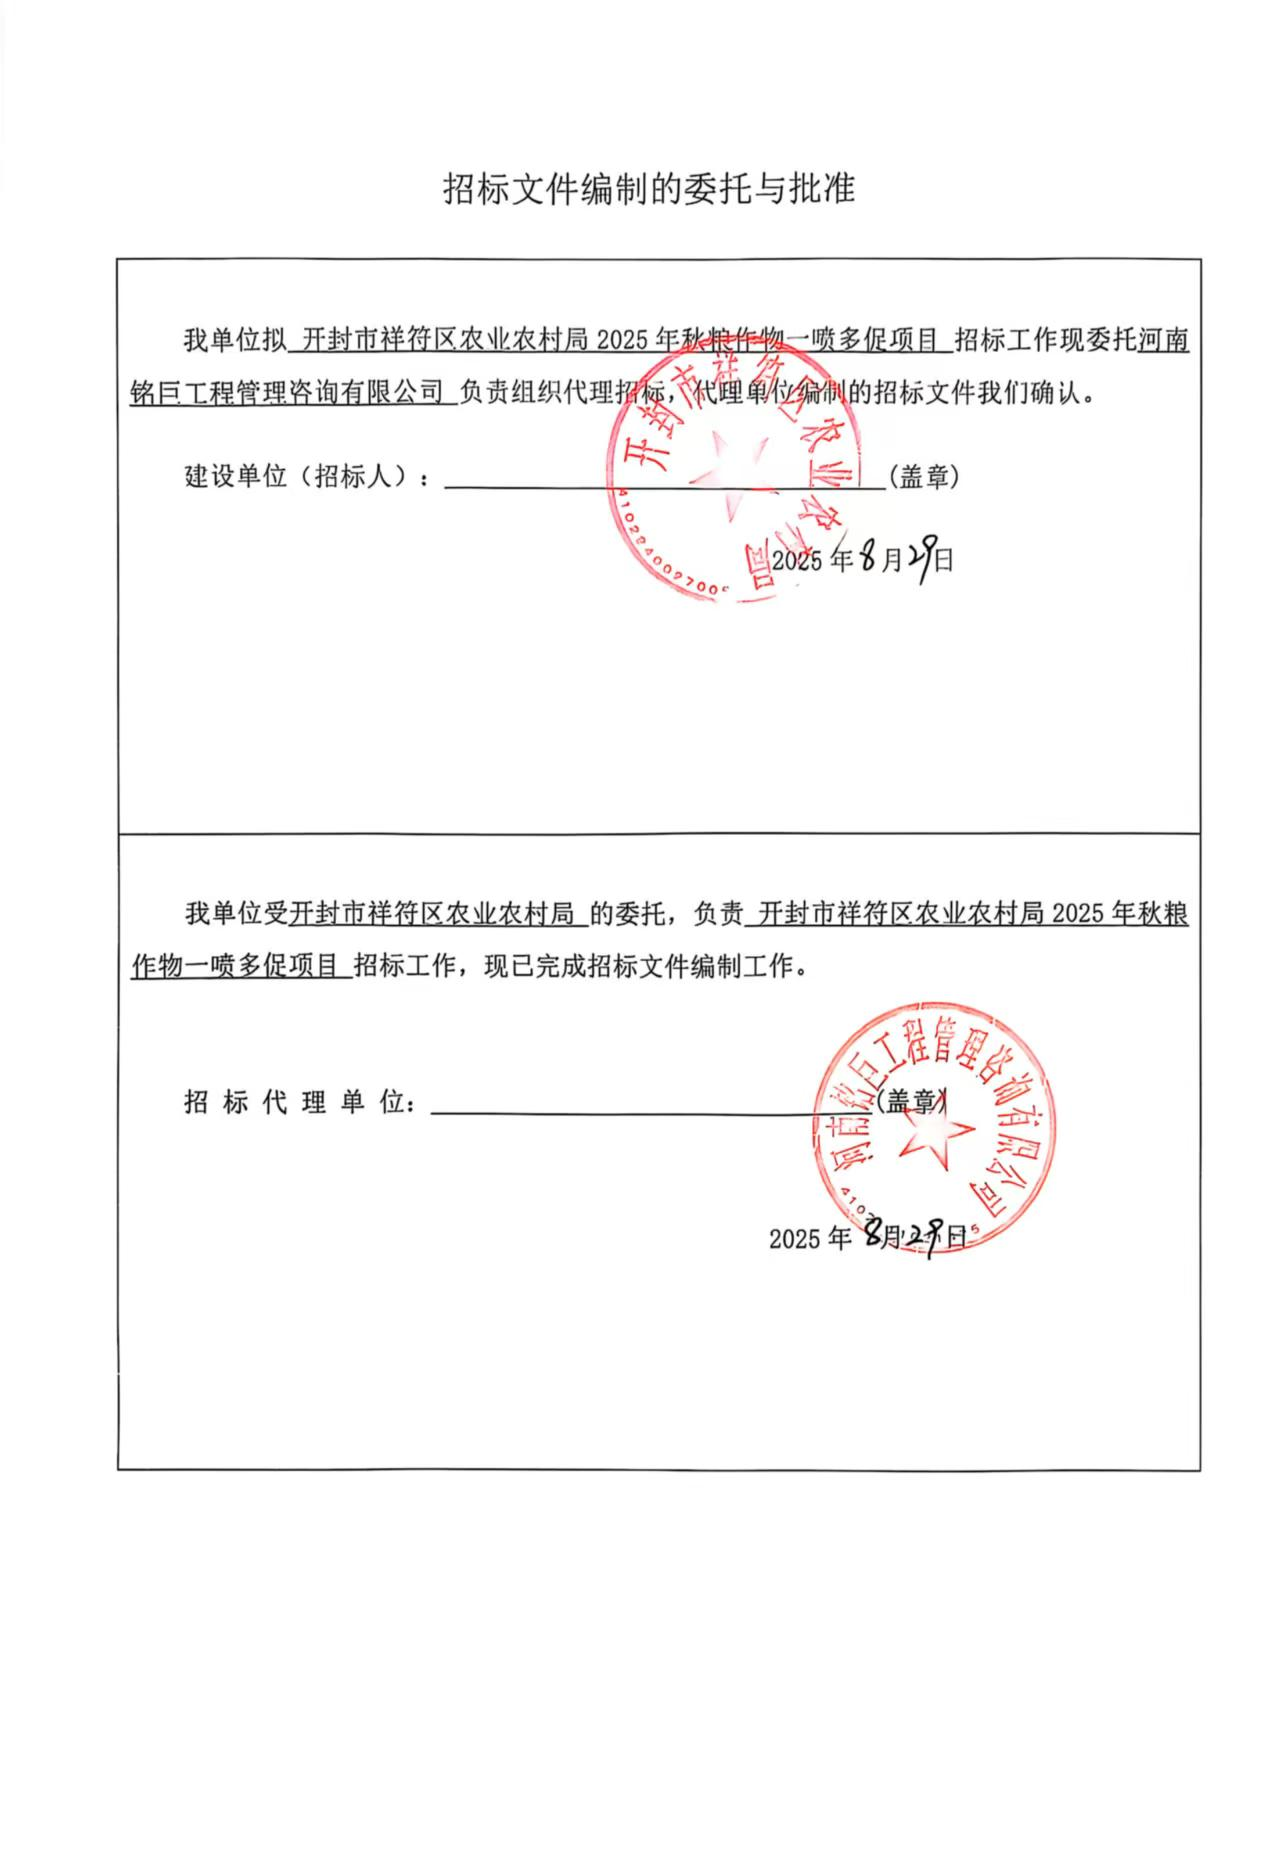 招标文件编制的委托与批准
我单位拟 开封市祥符区农业农村局 2025 年秋粮作物一喷多促项目 招标工作现委托河南
铭巨工程管理咨询有限公司 负责组织代理招标，代理单位编制的招标文件我们确认。
建设单位（招标人）：(盖章)
开封市祥符区农业农村局
2025 年 8 月 29 日
我单位受开封市祥符区农业农村局 的委托，负责 开封市祥符区农业农村局 2025 年秋粮
作物一喷多促项目 招标工作，现已完成招标文件编制工作。
招 标 代 理 单 位：(盖章)
河南铭巨工程管理咨询有限公司
2025 年 8 月 29 日